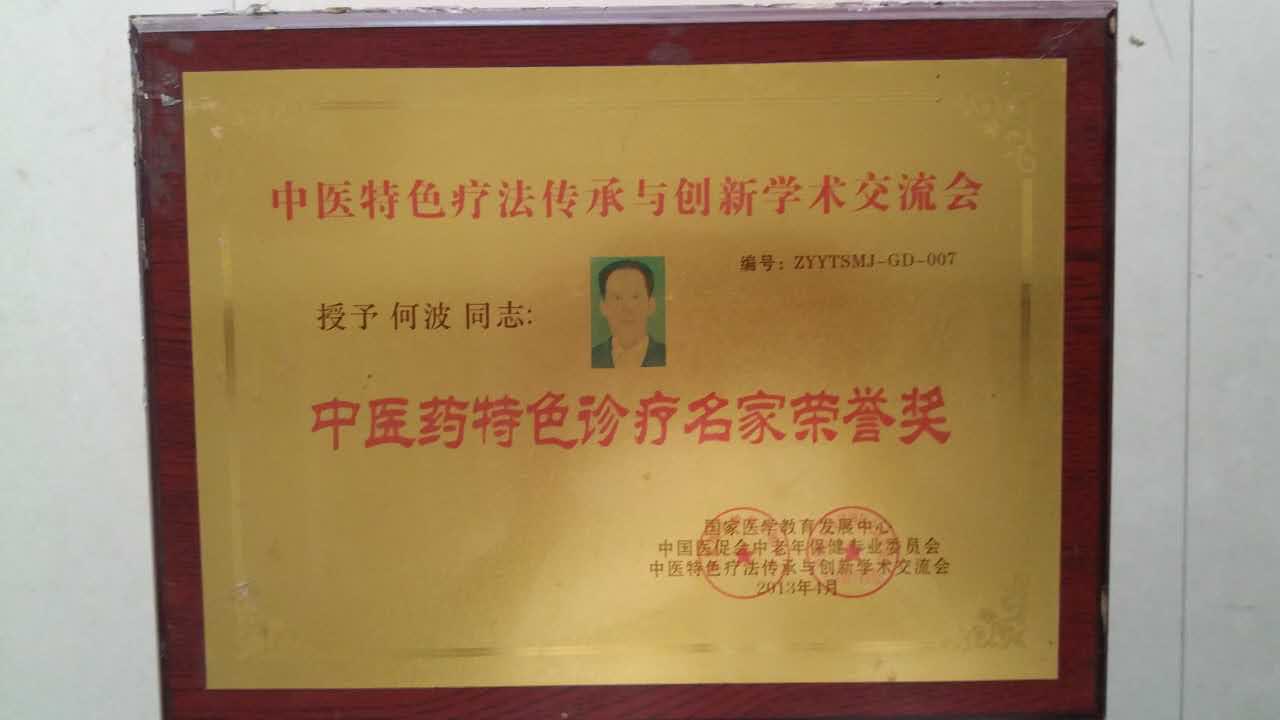 中医特色疗法传承与创新学术交流会
编号：ZYYTSMJ-GD-007
授予 何波 同志:
中医药特色诊疗名家荣誉奖
国家医学教育发展中心
中国医促会中老年保健专业委员会
中医特色疗法传承与创新学术交流会
2013年4月